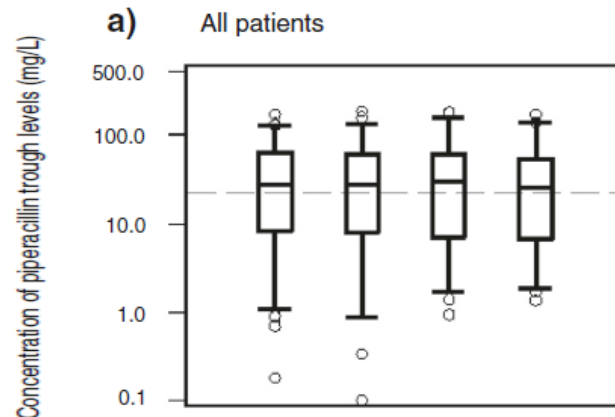 a) All patients
Concentration of piperacillin trough levels (mg/L)
500.0
100.0
10.0
1.0
0.1